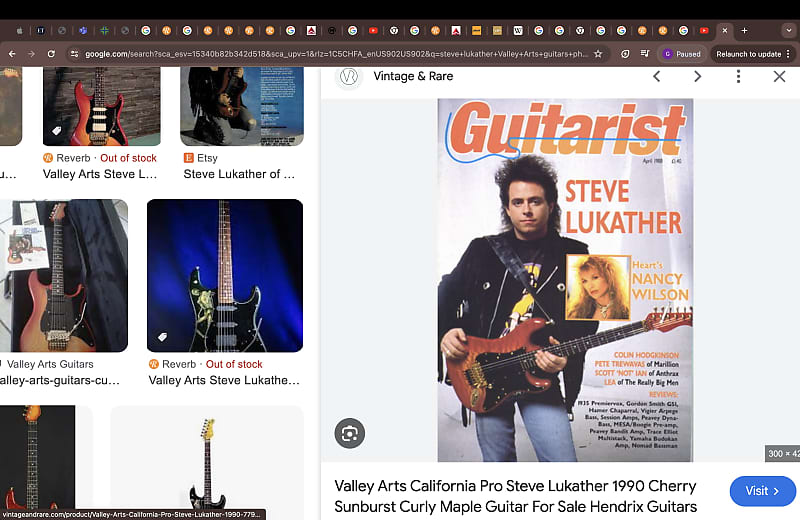 google.com/search?sca_esv=15340b82b342d518&sca_upv=1&rlz=1C5CHFA_enUS902US902&q=steve+lukather+Valley+Arts+guitars+ph...
Paused
Relaunch to update
Vintage & Rare
Reverb · Out of stock
Valley Arts Steve L...
Etsy
Steve Lukather of ...
Valley Arts Guitars
alley-arts-guitars-cu...
Reverb · Out of stock
Valley Arts Steve Lukathe...
vintageandrare.com/product/Valley-Arts-California-Pro-Steve-Lukather-1990-779...
Guitarist
April 1988 £1.40
STEVE
LUKATHER
Heart's
NANCY
WILSON
COLIN HODGKINSON
PETE TREWAVAS of Marillion
SCOTT 'NOT' IAN of Anthrax
LEA of The Really Big Men
REVIEWS:
1935 Premiervox, Gordon Smith GSI,
Hamer Chaparral, Vigier Arpege
Bass, Session Amps, Peavey Dyna-
Bass, MESA/Boogie Pre-amp,
Peavey Bandit Amp, Trace Elliot
Multistack, Yamaha Budokan
Amp, Nomad Bassman
300 × 42
Valley Arts California Pro Steve Lukather 1990 Cherry
Sunburst Curly Maple Guitar For Sale Hendrix Guitars
Visit